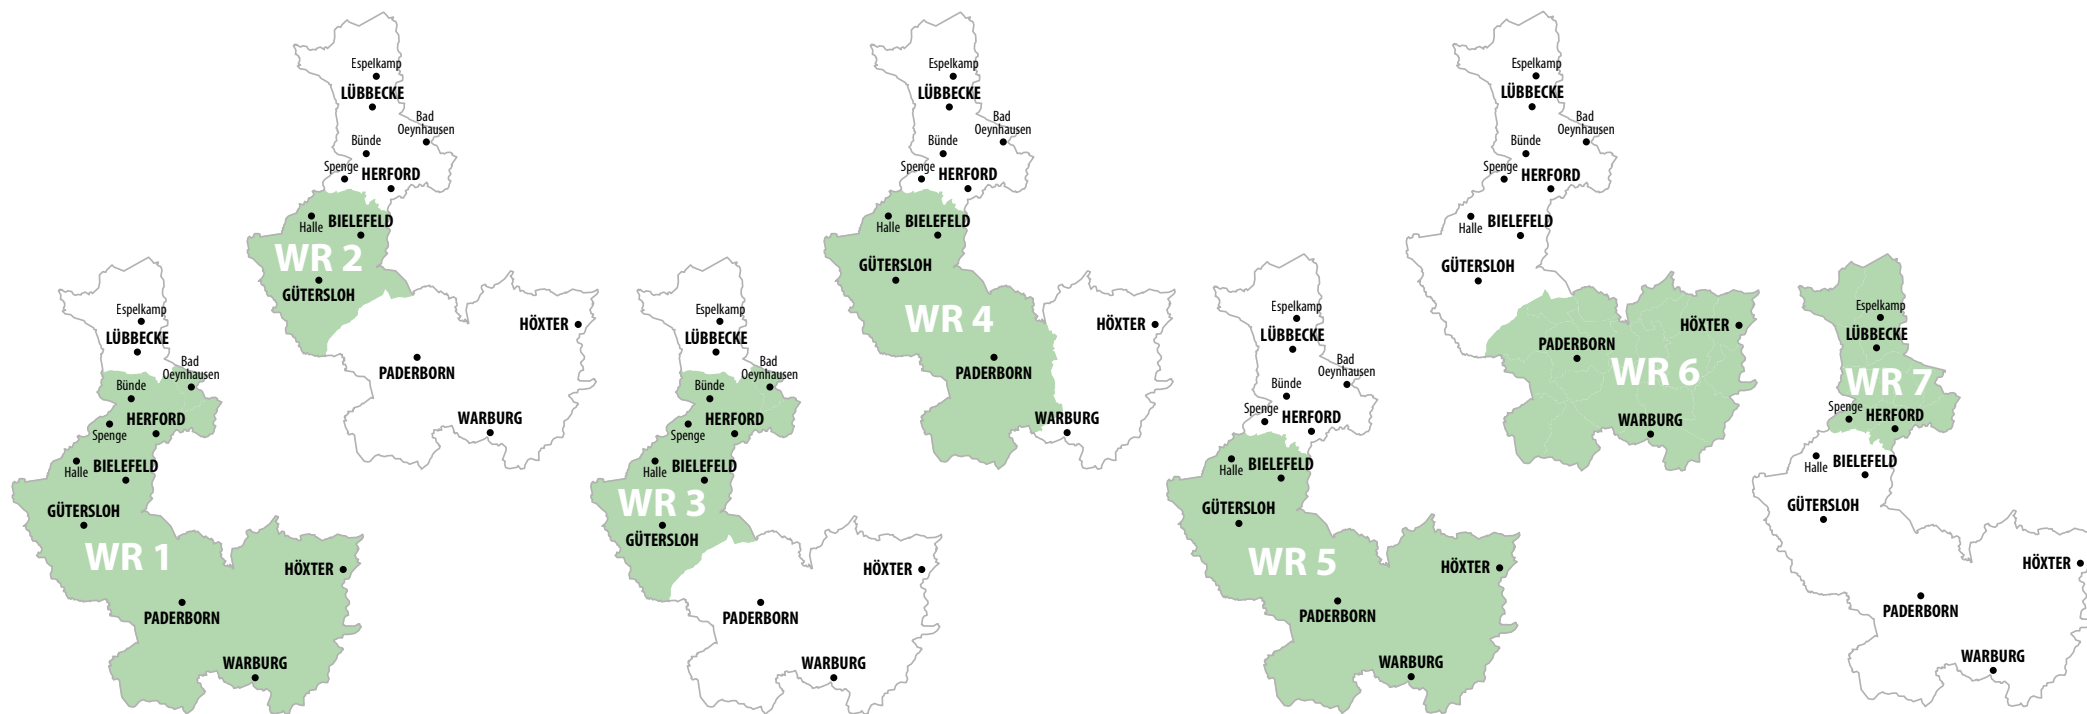 Espelkamp
LÜBBECKE
Bad
Oeynhausen
Bünde
Spenge
HERFORD
Halle
BIELEFELD
GÜTERSLOH
WR 1
HÖXTER
PADERBORN
WARBURG
Espelkamp
LÜBBECKE
Bad
Oeynhausen
Bünde
Spenge
HERFORD
Halle
BIELEFELD
WR 2
GÜTERSLOH
HÖXTER
PADERBORN
WARBURG
Espelkamp
LÜBBECKE
Bad
Oeynhausen
Bünde
Spenge
HERFORD
Halle
BIELEFELD
WR 3
GÜTERSLOH
HÖXTER
PADERBORN
WARBURG
Espelkamp
LÜBBECKE
Bad
Oeynhausen
Bünde
Spenge
HERFORD
Halle
BIELEFELD
GÜTERSLOH
WR 4
HÖXTER
PADERBORN
WARBURG
Espelkamp
LÜBBECKE
Bad
Oeynhausen
Bünde
Spenge
HERFORD
Halle
BIELEFELD
GÜTERSLOH
WR 5
HÖXTER
PADERBORN
WARBURG
Espelkamp
LÜBBECKE
Bad
Oeynhausen
Bünde
Spenge
HERFORD
Halle
BIELEFELD
GÜTERSLOH
HÖXTER
PADERBORN
WR 6
WARBURG
Espelkamp
LÜBBECKE
WR 7
Spenge
HERFORD
Halle
BIELEFELD
GÜTERSLOH
HÖXTER
PADERBORN
WARBURG